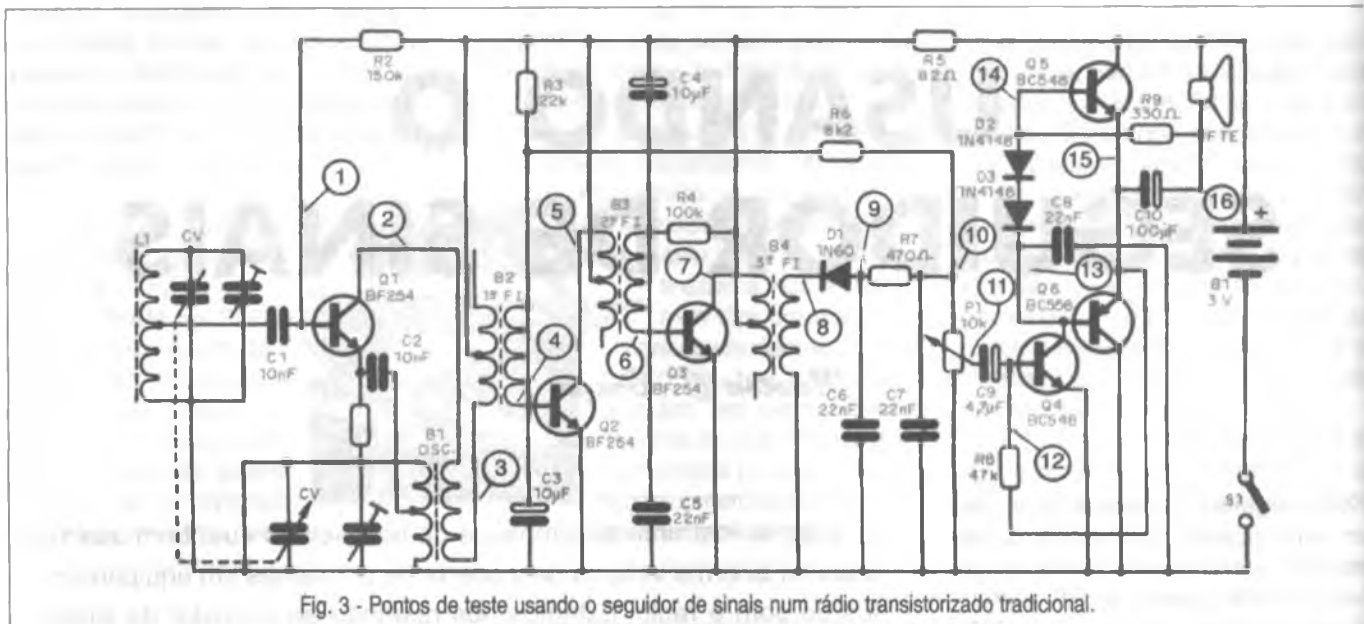 R2
150k
R3
22k
C4
10µF
R5
82Ω
Q5
BC548
14
D2
1N4148
R9
330Ω
FTE
R6
8k2
15
D3
1N4148
1
2
5
B3
2ª FI
R4
100k
9
C8
22nF
C10
100µF
16
+
L1
CV
D1
1N60
R7
470Ω
10
Q1
BF254
B2
1ª FI
7
B4
3ª FI
13
B1
3 V
11
Q6
BC558
8
P1
10k
C1
10nF
C2
10nF
4
6
Q3
BF254
C9
4,7µF
Q4
BC548
Q2
BF254
C6
22nF
C7
22nF
B1
OSC.
3
12
R8
47k
CV
C3
10µF
C5
22nF
S1
Fig. 3 - Pontos de teste usando o seguidor de sinais num rádio transistorizado tradicional.